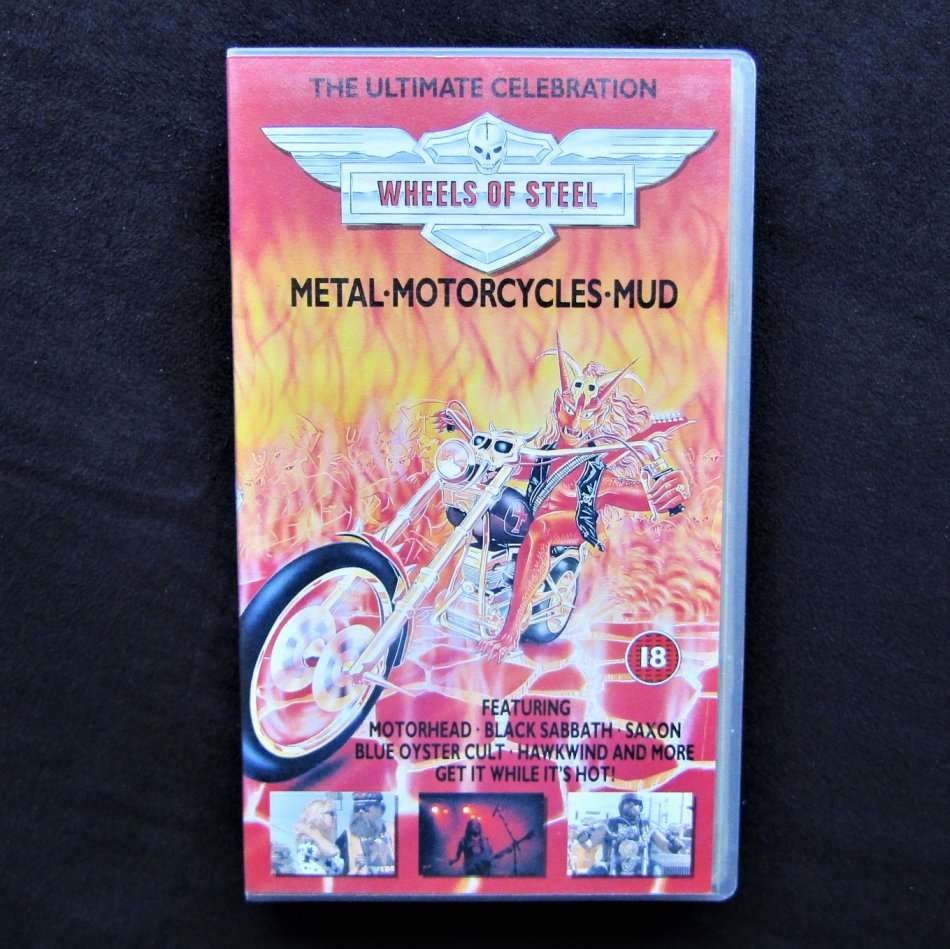 THE ULTIMATE CELEBRATION
WHEELS OF STEEL
METAL·MOTORCYCLES·MUD
18
FEATURING
MOTORHEAD · BLACK SABBATH · SAXON
BLUE OYSTER CULT · HAWKWIND AND MORE
GET IT WHILE IT'S HOT!